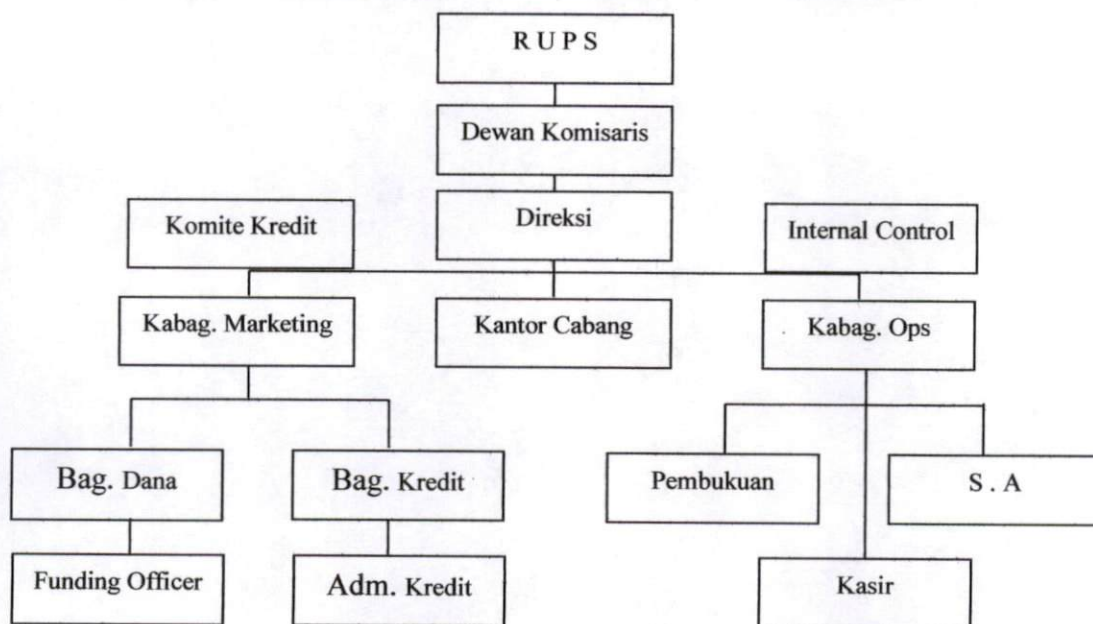 R U P S
Dewan Komisaris
Komite Kredit
Direksi
Internal Control
Kabag. Marketing
Kantor Cabang
Kabag. Ops
Bag. Dana
Bag. Kredit
Pembukuan
S . A
Funding Officer
Adm. Kredit
Kasir